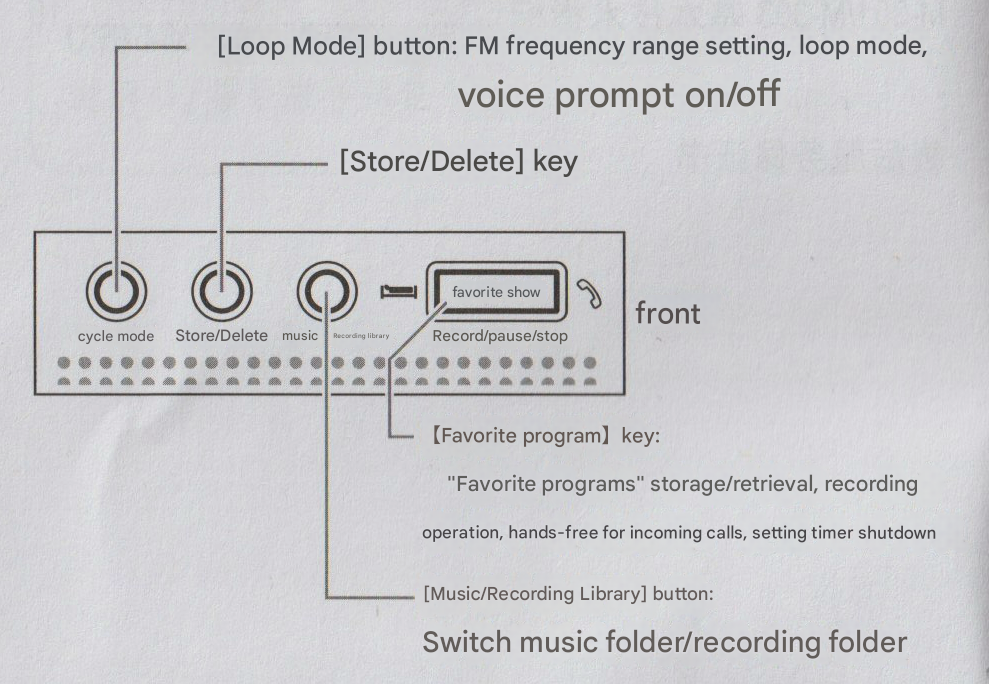 [Loop Mode] button: FM frequency range setting, loop mode,
voice prompt on/off
[Store/Delete] key
favorite show
cycle mode
Store/Delete
music
Recording library
Record/pause/stop
front
【Favorite program】key:
"Favorite programs" storage/retrieval, recording
operation, hands-free for incoming calls, setting timer shutdown
[Music/Recording Library] button:
Switch music folder/recording folder